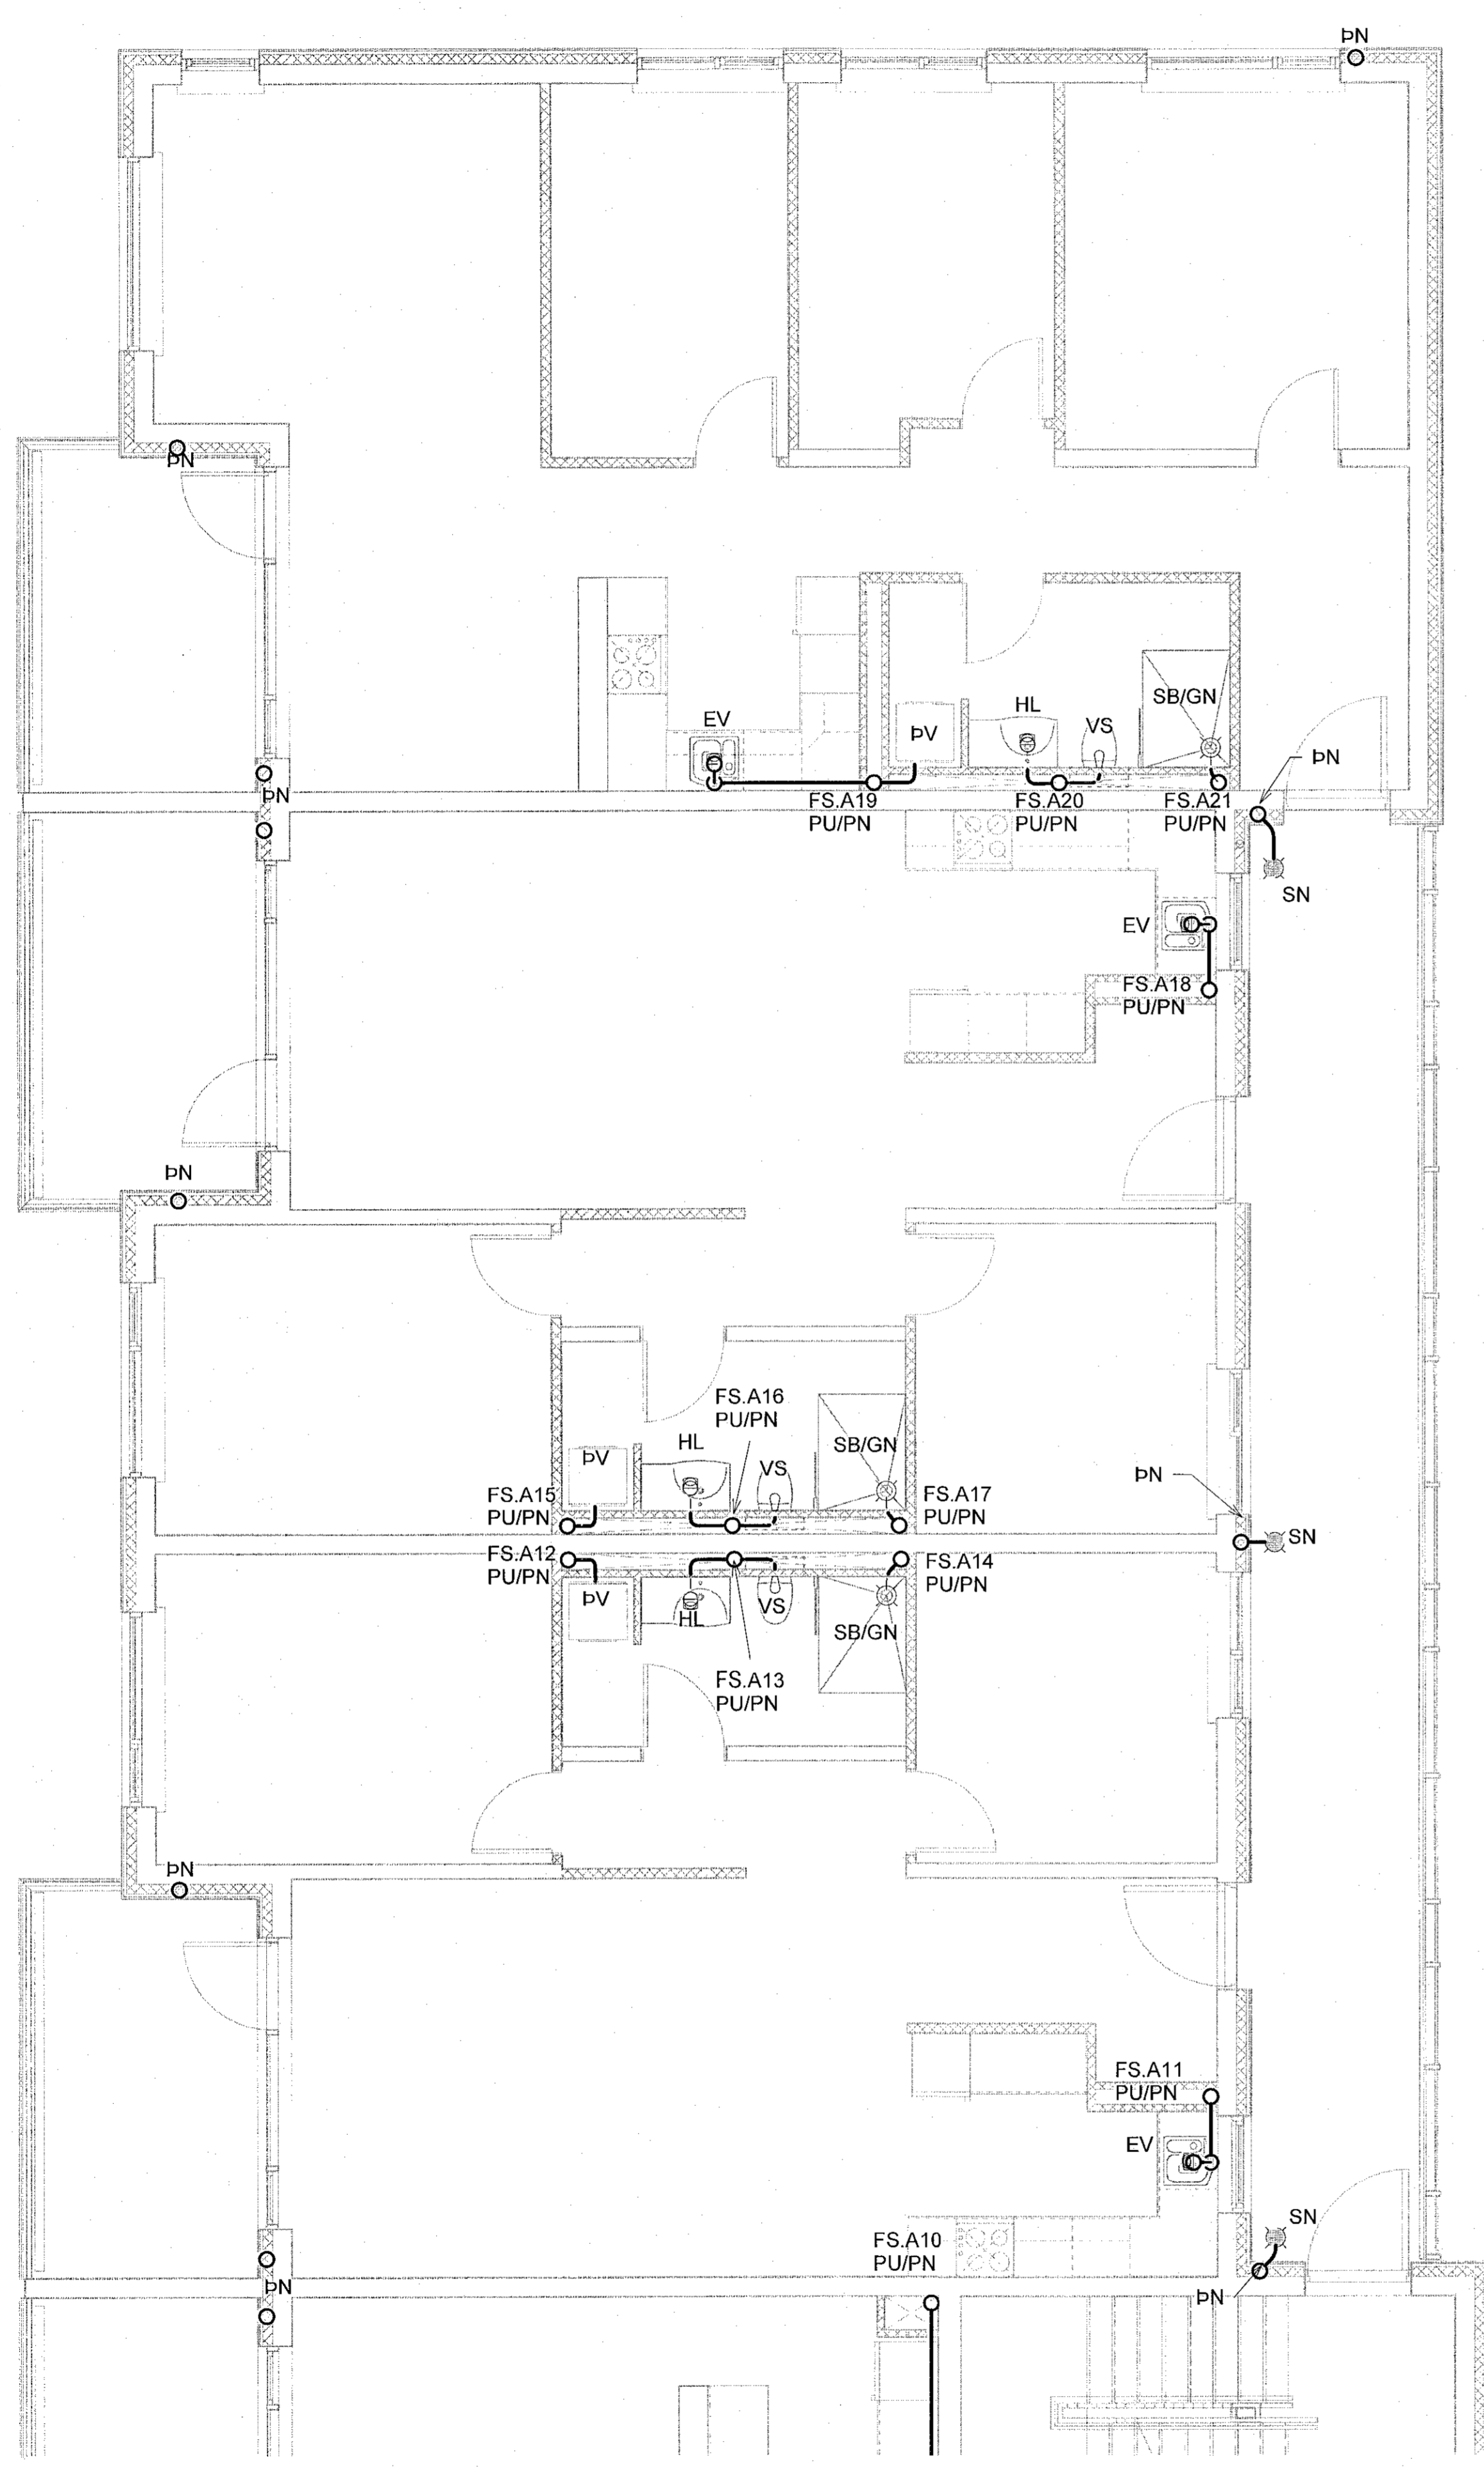 ÞN
ÞN
SB/GN
HL
EV
VS
ÞV
ÞN
ÞN
FS.A19
PU/PN
FS.A20
PU/PN
FS.A21
PU/PN
SN
EV
FS.A18
PU/PN
ÞN
FS.A16
PU/PN
HL
SB/GN
ÞV
VS
ÞN
FS.A15
PU/PN
FS.A17
PU/PN
SN
FS.A12
PU/PN
FS.A14
PU/PN
ÞV
VS
HL
SB/GN
FS.A13
PU/PN
ÞN
FS.A11
PU/PN
EV
SN
FS.A10
PU/PN
ÞN
ÞN